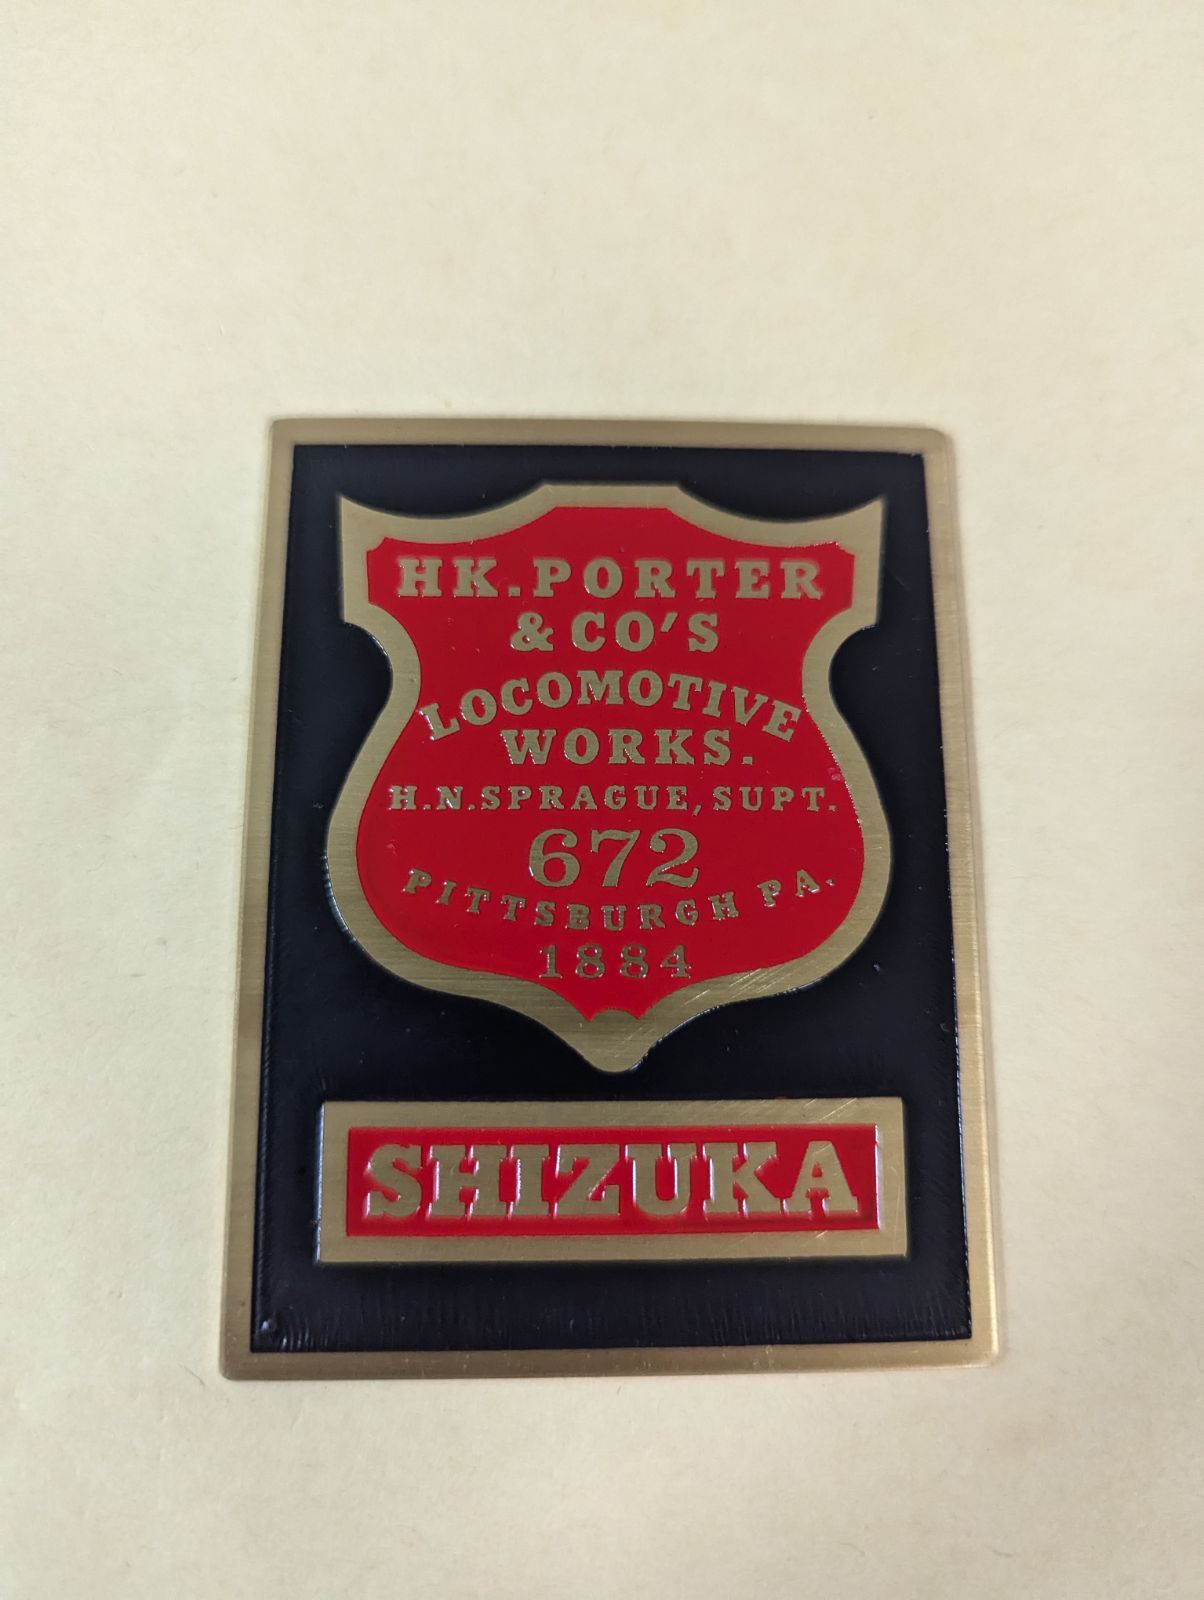 HK.PORTER
& CO'S
LOCOMOTIVE
WORKS.
H.N.SPRAGUE, SUPT.
672
PITTSBURGH PA.
1884
SHIZUKA